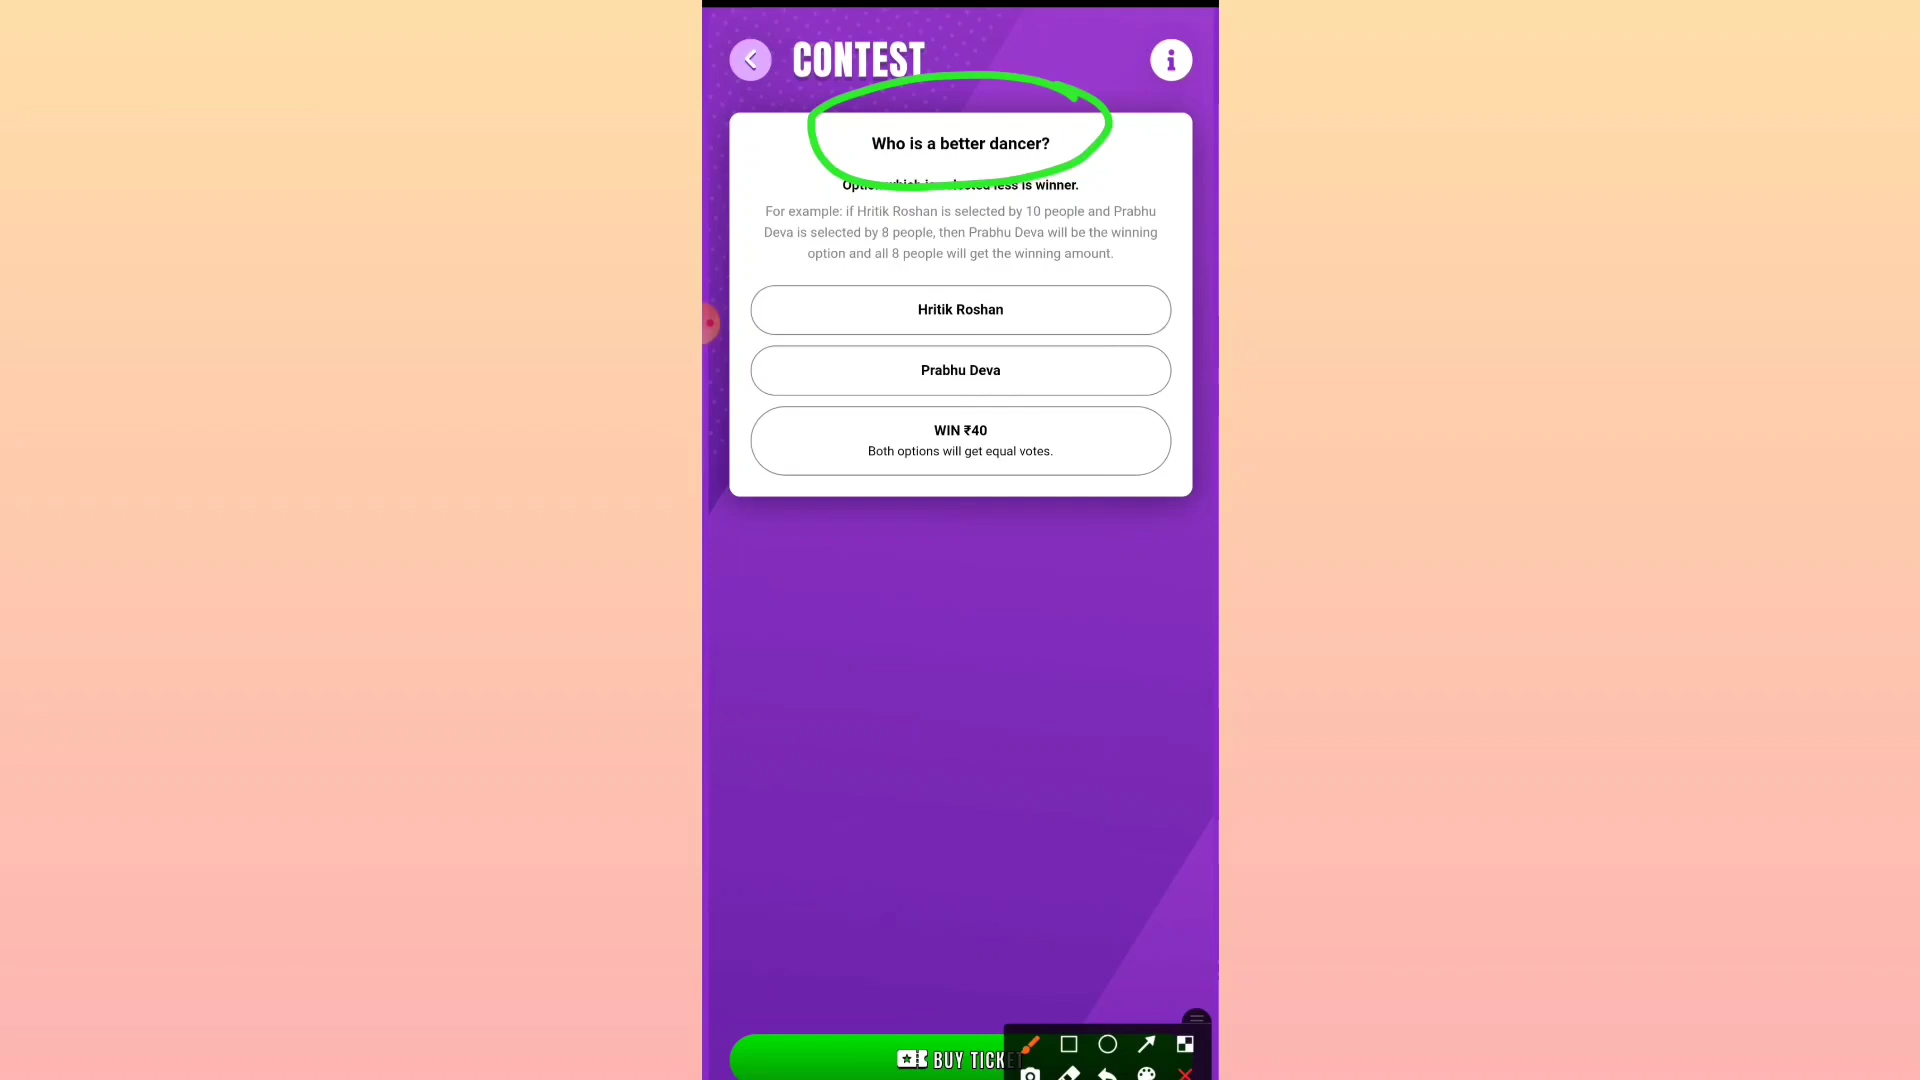 CONTEST
Who is a better dancer?
is winner.
For example: if Hritik Roshan is selected by 10 people and Prabhu
Deva is selected by 8 people, then Prabhu Deva will be the winning
option and all 8 people will get the winning amount.
Hritik Roshan
Prabhu Deva
WIN ₹40
Both options will get equal votes.
BUY TICKET